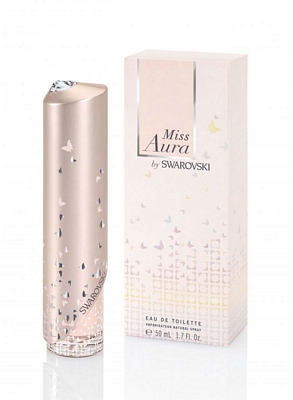 Miss
Aura
by SWAROVSKI
SWAROVSKI
EAU DE TOILETTE
VAPORISATEUR NATURAL SPRAY
℮ 50 mL 1.7 Fl. Oz.